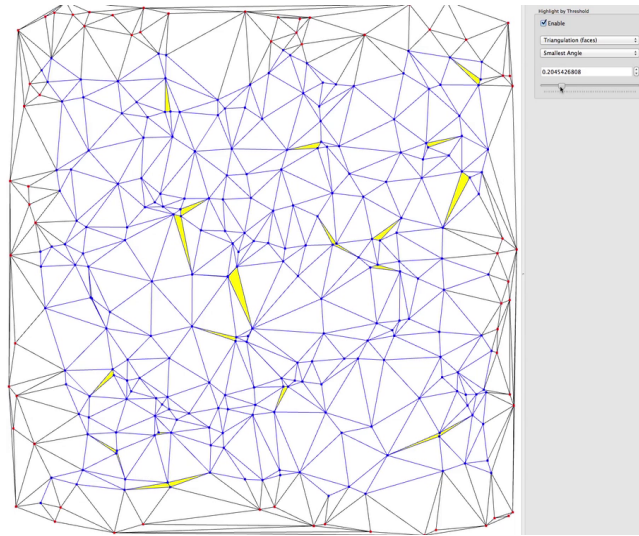 Highlight by Threshold
Enable
Triangulation (faces)
Smallest Angle
0.2045426808